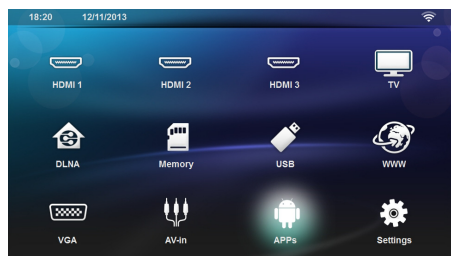 18:20 12/11/2013
HDMI 1 HDMI 2 HDMI 3 TV
DLNA Memory USB WWW
VGA AV-in APPs Settings